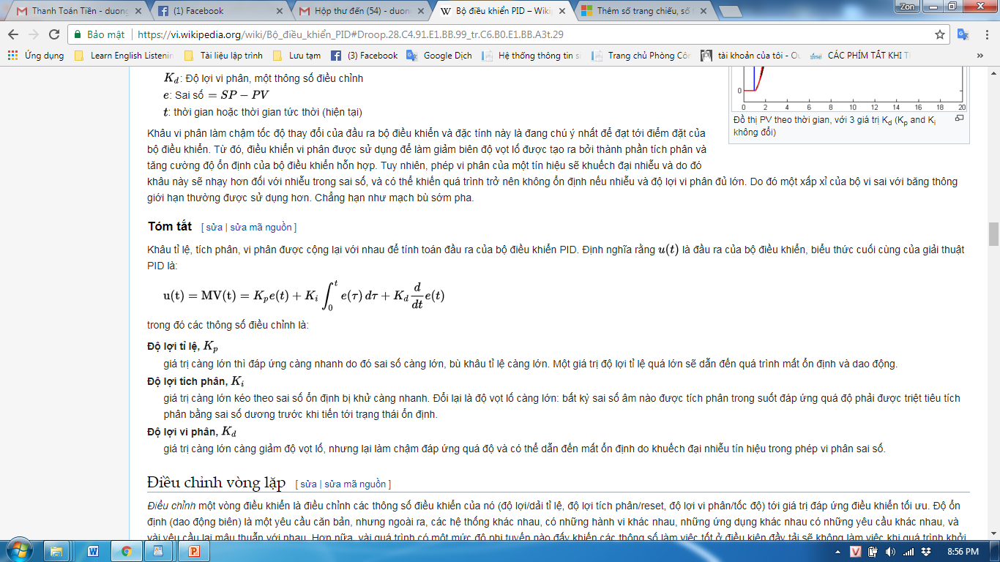 Thanh Toán Tiền - duong
(1) Facebook
Hộp thư đến (54) - duon
Bộ điều khiển PID – Wiki
Thêm số trang chiếu, số
Zon
Bảo mật | https://vi.wikipedia.org/wiki/Bộ_điều_khiển_PID#Droop.28.C4.91.E1.BB.99_tr.C6.B0.E1.BB.A3t.29
Ứng dụng Learn English Listenin Tài liệu lập trình Lưu tạm (3) Facebook Google Dịch Hệ thống thông tin si Trang chủ Phòng Côn tài khoản của tôi - Ou CÁC PHÍM TẮT KHI T »
0
0 2 4 6 8 10 12 14 16 18 20
Đồ thị PV theo thời gian, với 3 giá trị Kd (Kp and Ki
không đổi)
Kd: Độ lợi vi phân, một thông số điều chỉnh
e: Sai số = SP − PV
t: thời gian hoặc thời gian tức thời (hiện tại)
Khâu vi phân làm chậm tốc độ thay đổi của đầu ra bộ điều khiển và đặc tính này là đang chú ý nhất để đạt tới điểm đặt của
bộ điều khiển. Từ đó, điều khiển vi phân được sử dụng để làm giảm biên độ vọt lố được tạo ra bởi thành phần tích phân và
tăng cường độ ổn định của bộ điều khiển hỗn hợp. Tuy nhiên, phép vi phân của một tín hiệu sẽ khuếch đại nhiễu và do đó
khâu này sẽ nhạy hơn đối với nhiễu trong sai số, và có thể khiến quá trình trở nên không ổn định nếu nhiễu và độ lợi vi phân đủ lớn. Do đó một xấp xỉ của bộ vi sai với băng thông
giới hạn thường được sử dụng hơn. Chẳng hạn như mạch bù sớm pha.
Tóm tắt [ sửa | sửa mã nguồn ]
Khâu tỉ lệ, tích phân, vi phân được cộng lại với nhau để tính toán đầu ra của bộ điều khiển PID. Định nghĩa rằng u(t) là đầu ra của bộ điều khiển, biểu thức cuối cùng của giải thuật
PID là:
u(t) = MV(t) = Kp e(t) + Ki ∫₀ᵗ e(τ) dτ + Kd d/dt e(t)
trong đó các thông số điều chỉnh là:
Độ lợi tỉ lệ, Kp
giá trị càng lớn thì đáp ứng càng nhanh do đó sai số càng lớn, bù khâu tỉ lệ càng lớn. Một giá trị độ lợi tỉ lệ quá lớn sẽ dẫn đến quá trình mất ổn định và dao động.
Độ lợi tích phân, Ki
giá trị càng lớn kéo theo sai số ổn định bị khử càng nhanh. Đổi lại là độ vọt lố càng lớn: bất kỳ sai số âm nào được tích phân trong suốt đáp ứng quá độ phải được triệt tiêu tích
phân bằng sai số dương trước khi tiến tới trạng thái ổn định.
Độ lợi vi phân, Kd
giá trị càng lớn càng giảm độ vọt lố, nhưng lại làm chậm đáp ứng quá độ và có thể dẫn đến mất ổn định do khuếch đại nhiễu tín hiệu trong phép vi phân sai số.
Điều chỉnh vòng lặp [ sửa | sửa mã nguồn ]
Điều chỉnh một vòng điều khiển là điều chỉnh các thông số điều khiển của nó (độ lợi/dải tỉ lệ, độ lợi tích phân/reset, độ lợi vi phân/tốc độ) tới giá trị đáp ứng điều khiển tối ưu. Độ ổn
định (dao động biên) là một yêu cầu căn bản, nhưng ngoài ra, các hệ thống khác nhau, có những hành vi khác nhau, những ứng dụng khác nhau có những yêu cầu khác nhau, và
vài yêu cầu lại mâu thuẫn với nhau. Hơn nữa, vài quá trình có một mức độ phi tuyến nào đấy khiến các thông số làm việc tốt ở điều kiện đầy tải sẽ không làm việc khi quá trình khởi
8:56 PM